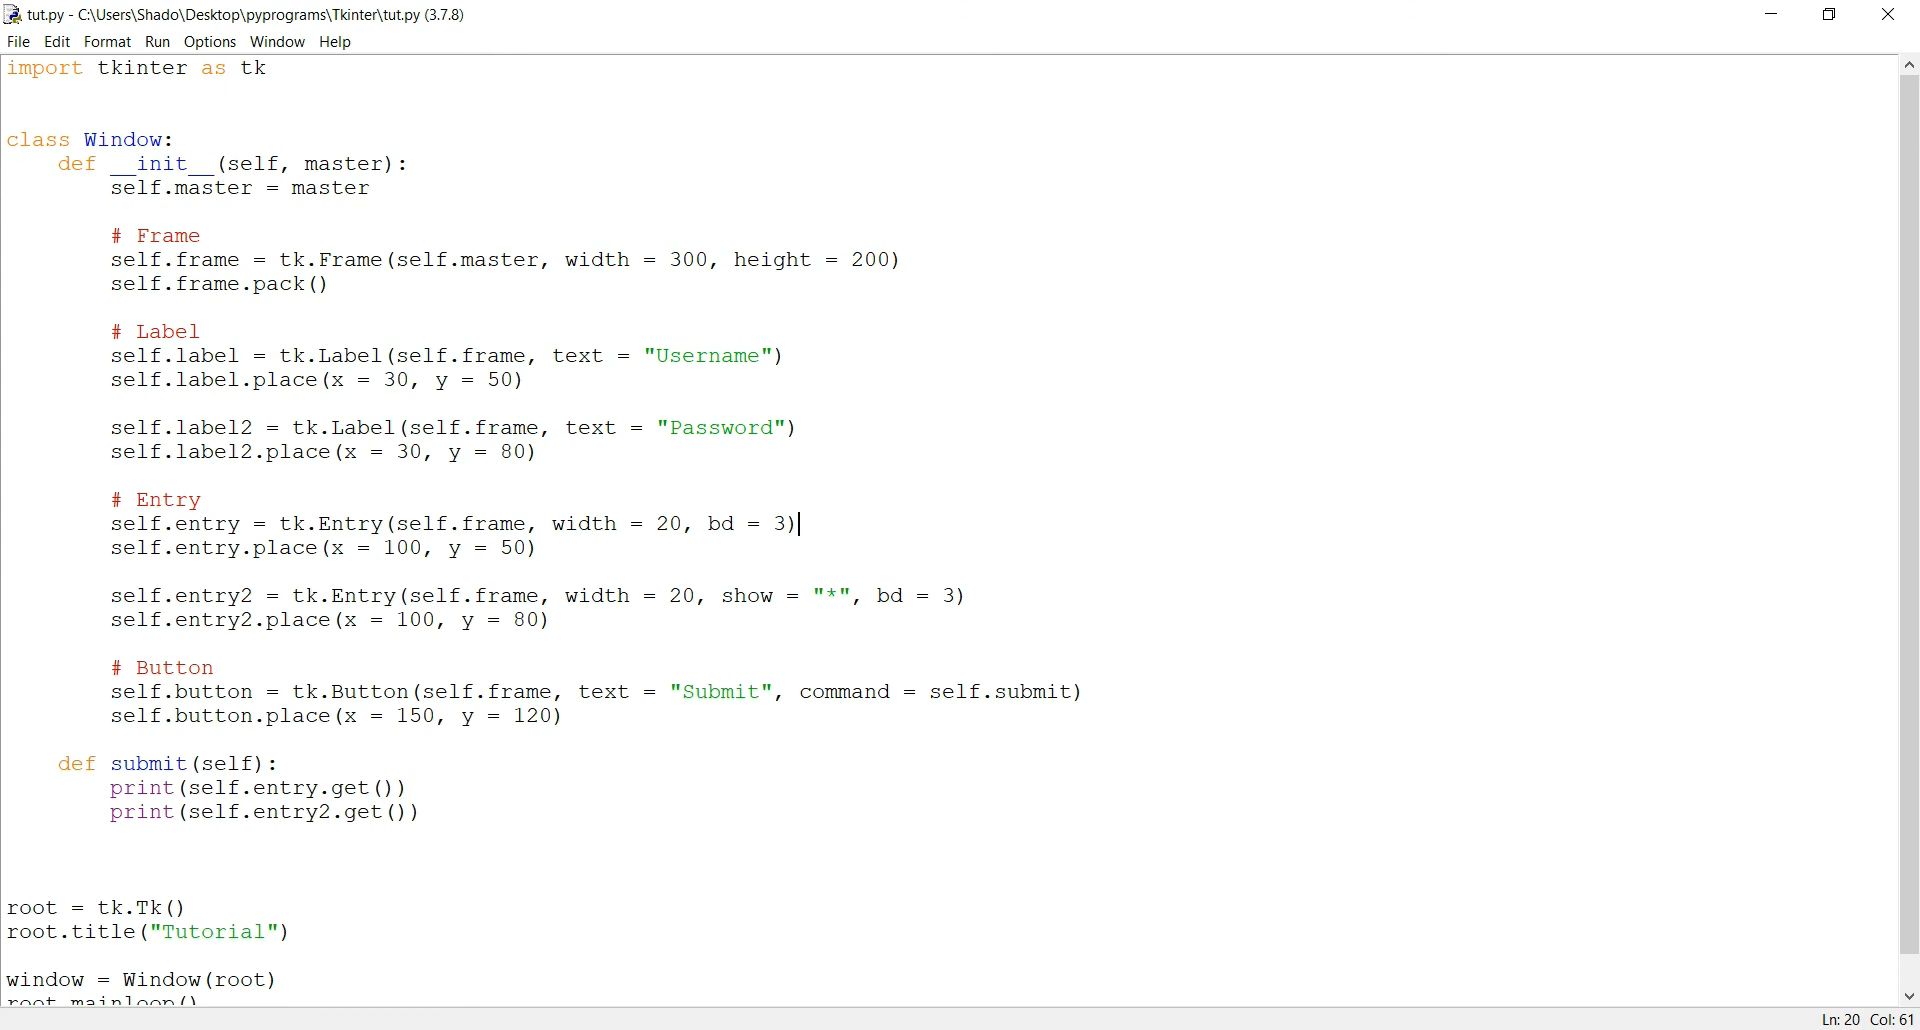 tut.py - C:\Users\Shado\Desktop\pyprograms\Tkinter\tut.py (3.7.8)
File Edit Format Run Options Window Help
import tkinter as tk
class Window:
    def __init__(self, master):
        self.master = master
        # Frame
        self.frame = tk.Frame(self.master, width = 300, height = 200)
        self.frame.pack()
        # Label
        self.label = tk.Label(self.frame, text = "Username")
        self.label.place(x = 30, y = 50)
        self.label2 = tk.Label(self.frame, text = "Password")
        self.label2.place(x = 30, y = 80)
        # Entry
        self.entry = tk.Entry(self.frame, width = 20, bd = 3)
        self.entry.place(x = 100, y = 50)
        self.entry2 = tk.Entry(self.frame, width = 20, show = "*", bd = 3)
        self.entry2.place(x = 100, y = 80)
        # Button
        self.button = tk.Button(self.frame, text = "Submit", command = self.submit)
        self.button.place(x = 150, y = 120)
    def submit(self):
        print(self.entry.get())
        print(self.entry2.get())
root = tk.Tk()
root.title("Tutorial")
window = Window(root)
root.mainloop()
Ln: 20 Col: 61